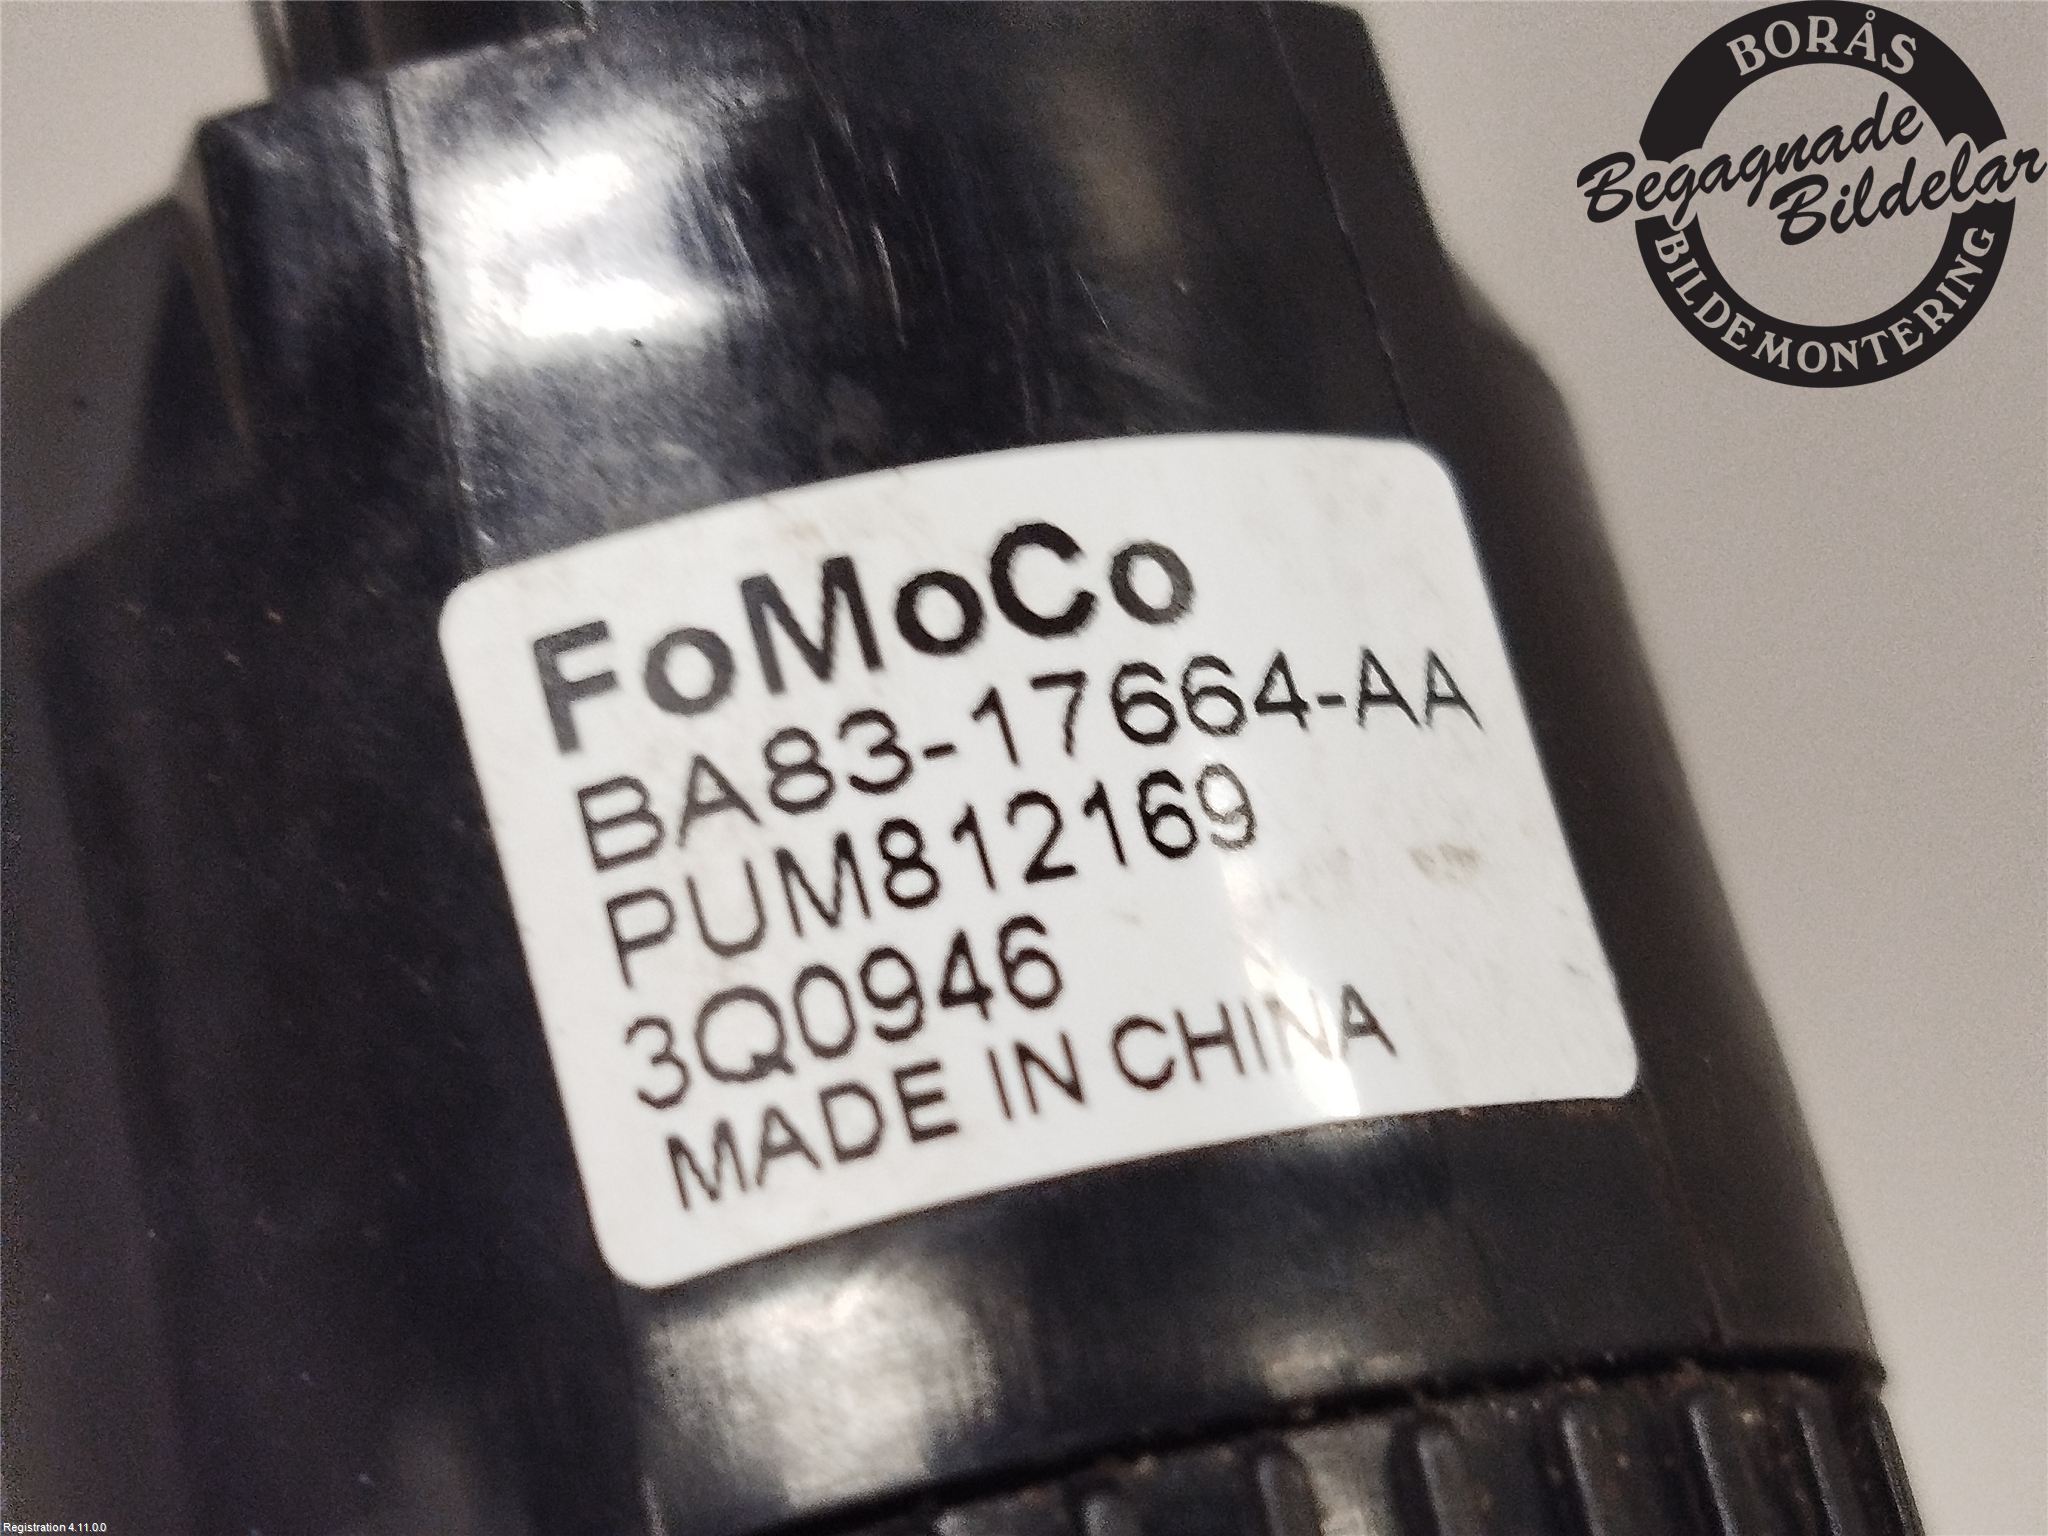 BORÅS
Begagnade
Bildelar
BILDEMONTERING
FoMoCo
BA83-17664-AA
PUM812169
3Q0946
MADE IN CHINA
Registration 4.11.0.0